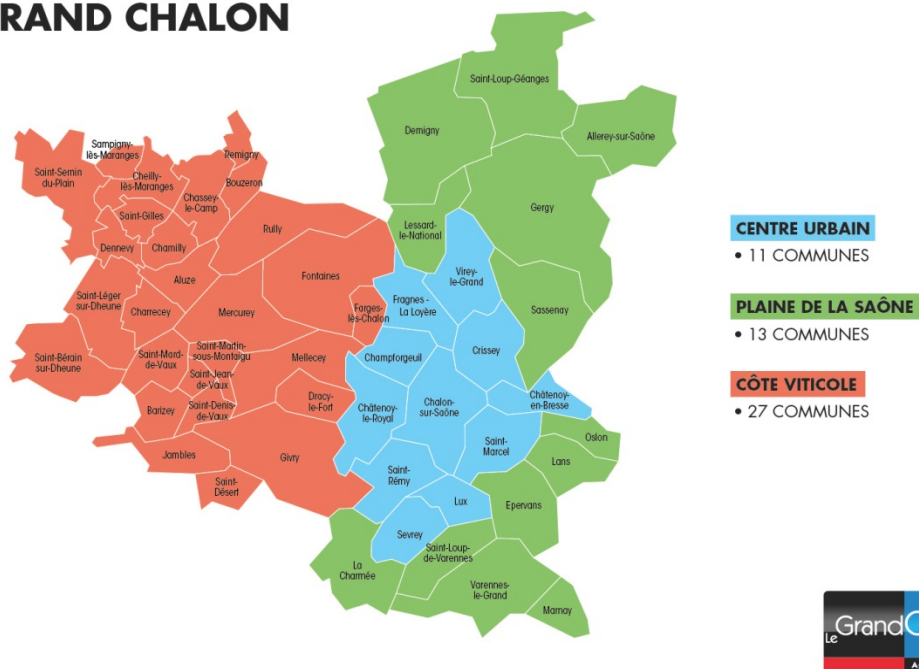 RAND CHALON
Saint-Loup-Géanges
Demigny
Allerey-sur-Saône
Sampigny-
lès-Maranges
Remigny
Saint-Sernin
du-Plain
Cheilly-
lès-Maranges
Bouzeron
Chassey-
le-Camp
Saint-Gilles
Gergy
Lessard-
le-National
Rully
Dennevy
Chamilly
Virey-
le-Grand
Fontaines
Aluze
Saint-Léger
sur-Dheune
Fragnes -
La Loyère
Charrecey
Mercurey
Farges-
lès-Chalon
Sassenay
Saint-Martin-
sous-Montaigu
Crissey
Saint-Bérain
sur-Dheune
Saint-Mard-
de-Vaux
Mellecey
Champforgeuil
Saint-Jean-
de-Vaux
Dracy-
le-Fort
Châtenoy-
en-Bresse
Barizey
Saint-Denis-
de-Vaux
Châtenoy-
le-Royal
Chalon-
sur-Saône
Oslon
Saint-
Marcel
Jambles
Givry
Lans
Saint-
Rémy
Saint-
Désert
Lux
Epervans
Sevrey
Saint-Loup-
de-Varennes
La
Charmée
Varennes-
le-Grand
Marnay
CENTRE URBAIN
• 11 COMMUNES
PLAINE DE LA SAÔNE
• 13 COMMUNES
CÔTE VITICOLE
• 27 COMMUNES
Le GrandC
A